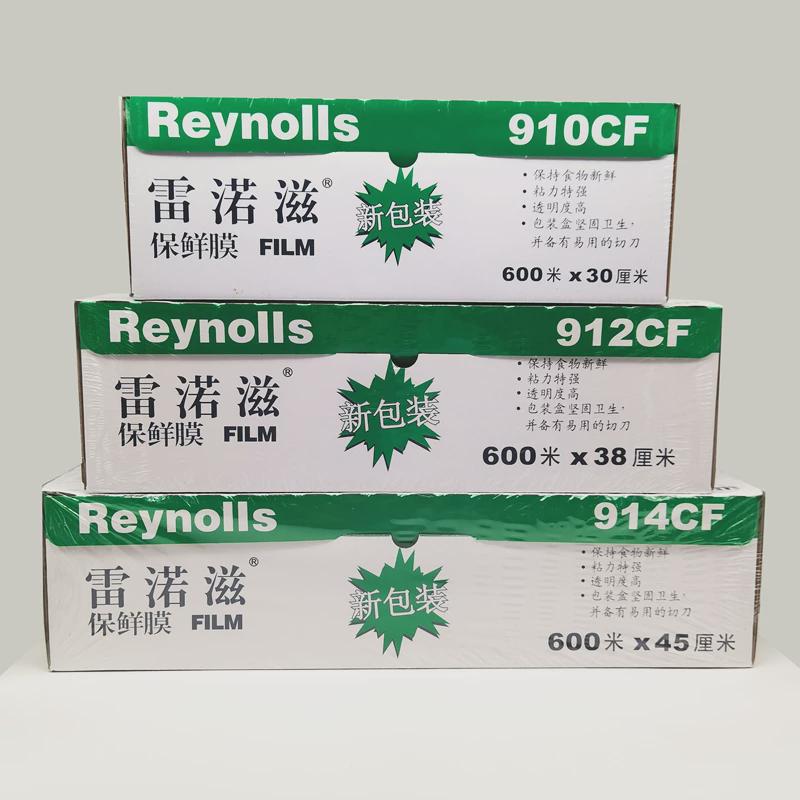 Reynolls 910CF
雷诺滋®
保鲜膜 FILM
新包装
• 保持食物新鲜
• 粘力特强
• 透明度高
• 包装盒坚固卫生,
并备有易用的切刀
600米 x 30厘米
Reynolls 912CF
雷诺滋®
保鲜膜 FILM
新包装
• 保持食物新鲜
• 粘力特强
• 透明度高
• 包装盒坚固卫生,
并备有易用的切刀
600米 x 38厘米
Reynolls 914CF
雷诺滋®
保鲜膜 FILM
新包装
• 保持食物新鲜
• 粘力特强
• 透明度高
• 包装盒坚固卫生,
并备有易用的切刀
600米 x 45厘米